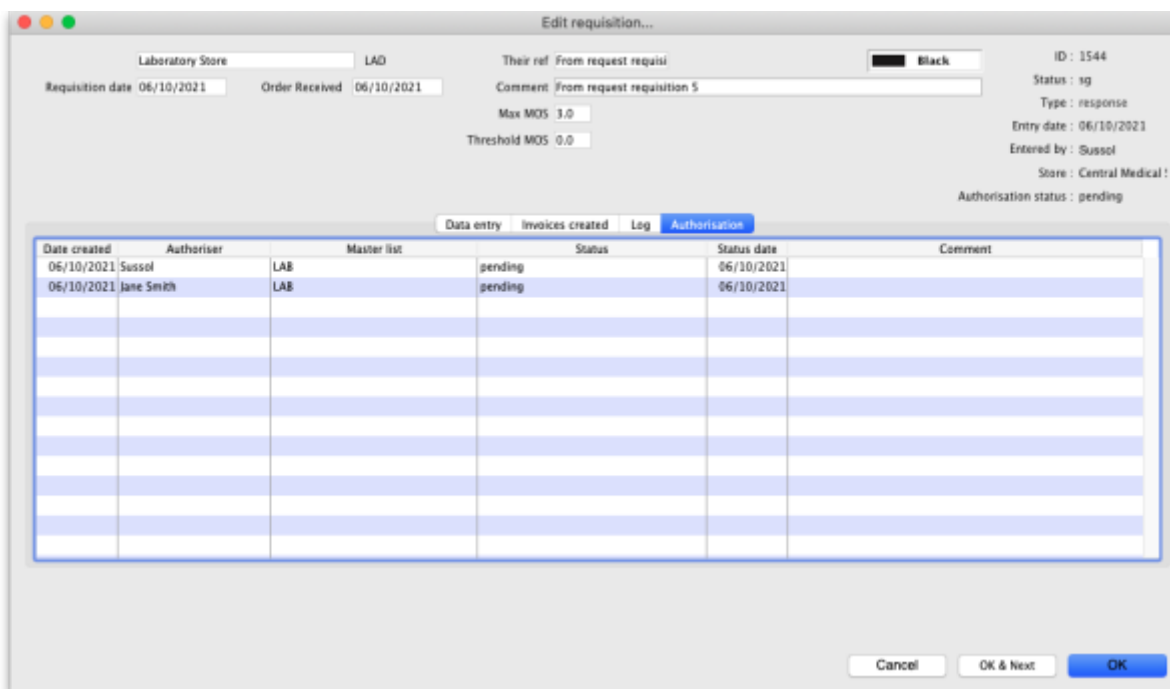 Edit requisition...
Laboratory Store LAD Their ref From request requisi Black ID : 1544
Requisition date 06/10/2021 Order Received 06/10/2021 Comment From request requisition 5 Status : sg
Max MOS 3.0 Type : response
Threshold MOS 0.0 Entry date : 06/10/2021
Entered by : Sussol
Store : Central Medical
Authorisation status : pending
Data entry Invoices created Log Authorisation
Date created Authoriser Master list Status Status date Comment
06/10/2021 Sussol LAB pending 06/10/2021
06/10/2021 Jane Smith LAB pending 06/10/2021
Cancel OK & Next OK